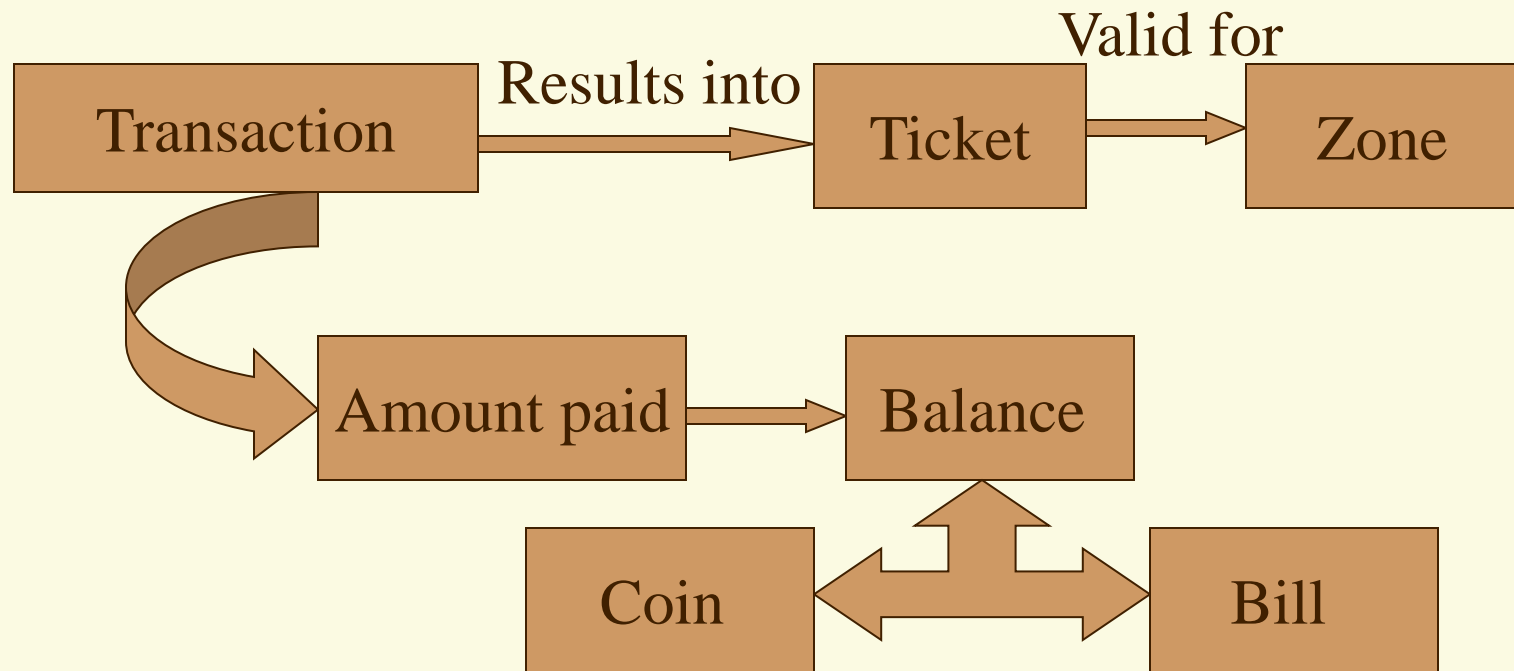 Valid for
Results into
Transaction
Ticket
Zone
Amount paid
Balance
Coin
Bill